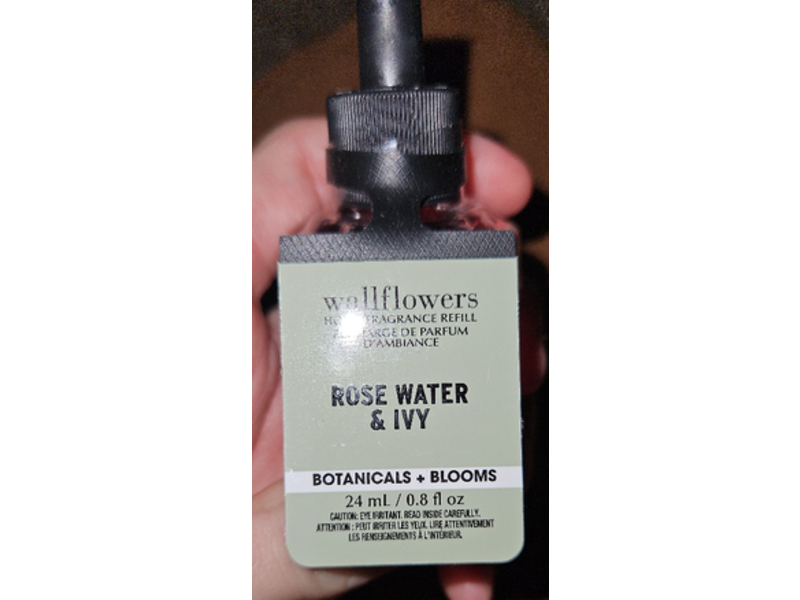 wallflowers
FRAGRANCE REFILL
DE PARFUM
D'AMBIANCE
ROSE WATER
& IVY
BOTANICALS + BLOOMS
24 mL / 0.8 fl oz
CAUTION: EYE IRRITANT. READ INSIDE CAREFULLY.
ATTENTION : PEUT IRRITER LES YEUX. LIRE ATTENTIVEMENT
LES RENSEIGNEMENTS À L'INTÉRIEUR.